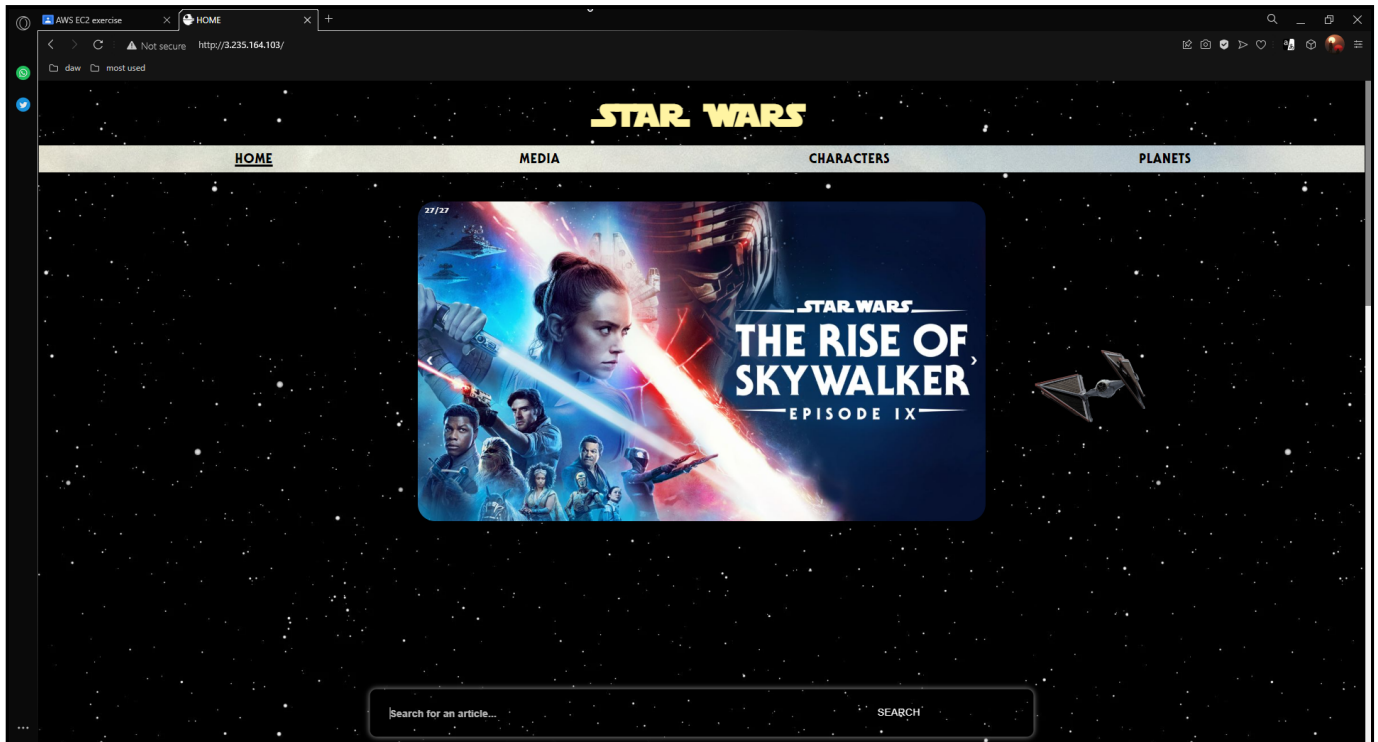 AWS EC2 exercise
HOME
Not secure http://3.235.164.103/
daw most used
STAR WARS
HOME MEDIA CHARACTERS PLANETS
27/27
STAR WARS
THE RISE OF
SKYWALKER
EPISODE IX
Search for an article... SEARCH